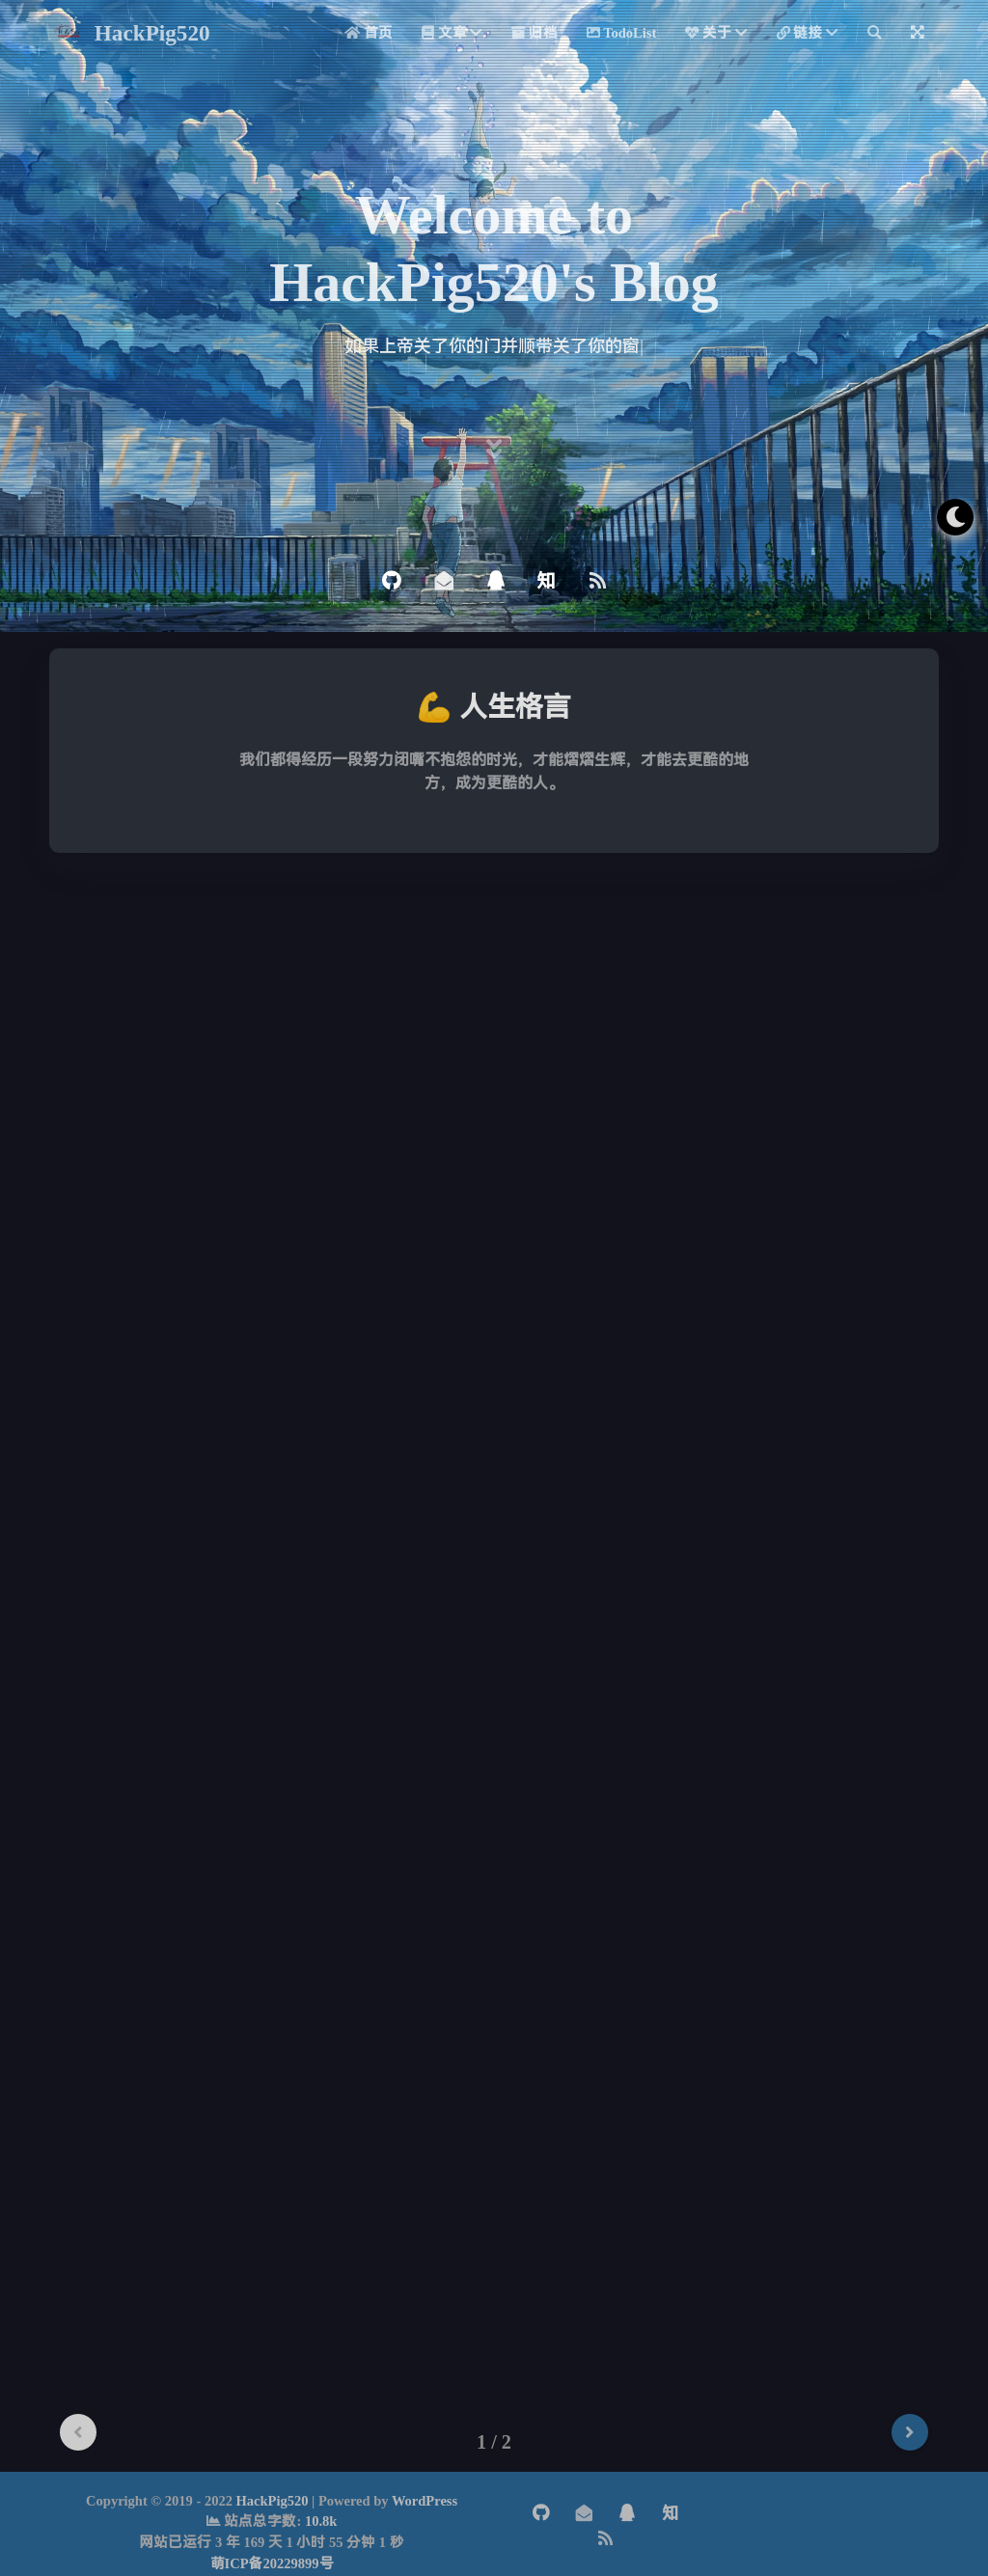 HackPig520
首页 文章 归档 TodoList 关于 链接
Welcome to
HackPig520's Blog
如果上帝关了你的门并顺带关了你的窗|
知
💪 人生格言
我们都得经历一段努力闭嘴不抱怨的时光，才能熠熠生辉，才能去更酷的地
方，成为更酷的人。
1 / 2
Copyright © 2019 - 2022 HackPig520 | Powered by WordPress
站点总字数: 10.8k
网站已运行 3 年 169 天 1 小时 55 分钟 1 秒
萌ICP备20229899号
知